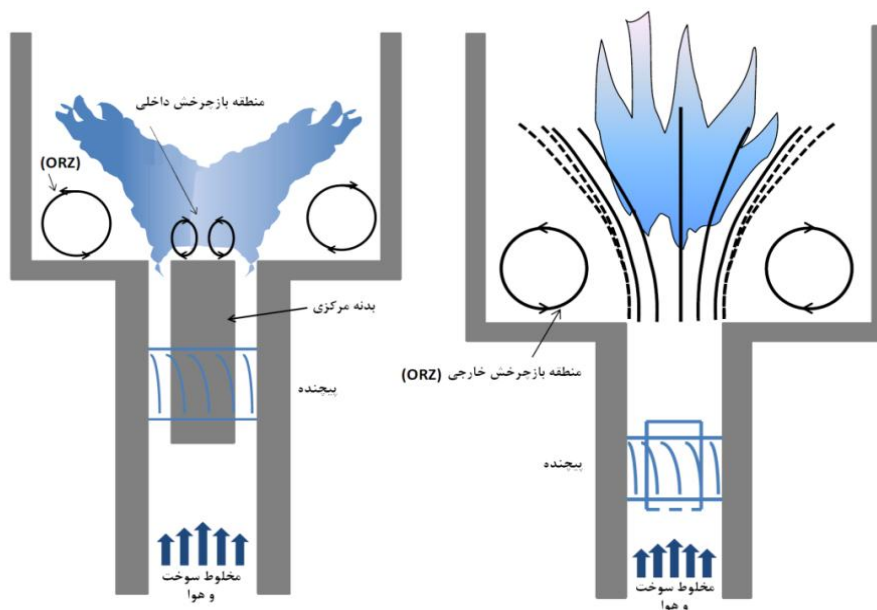 منطقه بازچرخش داخلی
(ORZ)
بدنه مرکزی
پیچنده
مخلوط سوخت
و هوا
منطقه بازچرخش خارجی (ORZ)
پیچنده
مخلوط سوخت
و هوا